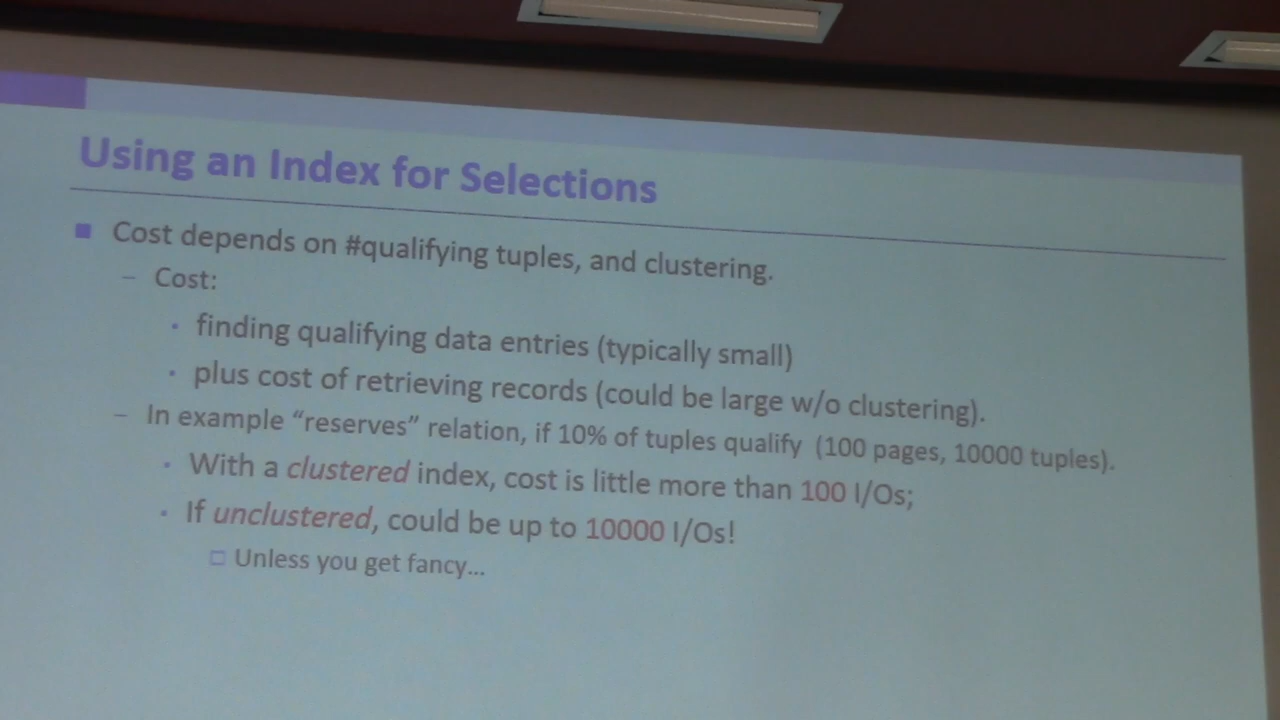 Using an Index for Selections
Cost depends on #qualifying tuples, and clustering.
– Cost:
finding qualifying data entries (typically small)
plus cost of retrieving records (could be large w/o clustering).
– In example “reserves” relation, if 10% of tuples qualify (100 pages, 10000 tuples).
With a clustered index, cost is little more than 100 I/Os;
If unclustered, could be up to 10000 I/Os!
Unless you get fancy...